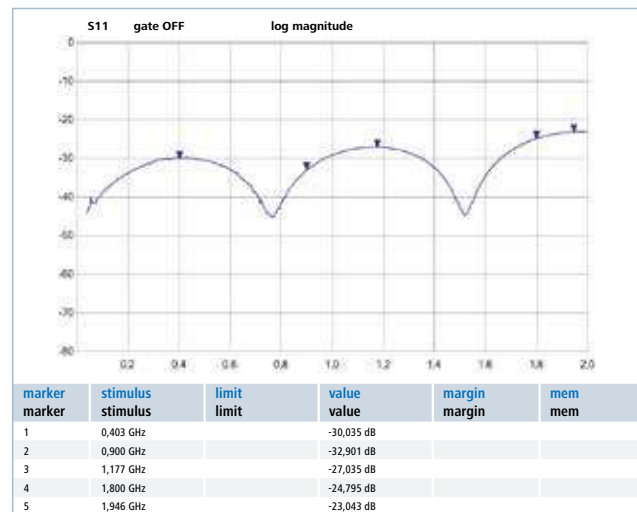 S11 gate OFF log magnitude
0
-10
-20
-30
-40
-50
-60
-70
-80
0,2 0,4 0,6 0,8 1,0 1,2 1,4 1,6 1,8 2,0
marker stimulus limit value margin mem
marker stimulus limit value margin mem
1 0,403 GHz -30,035 dB
2 0,900 GHz -32,901 dB
3 1,177 GHz -27,035 dB
4 1,800 GHz -24,795 dB
5 1,946 GHz -23,043 dB